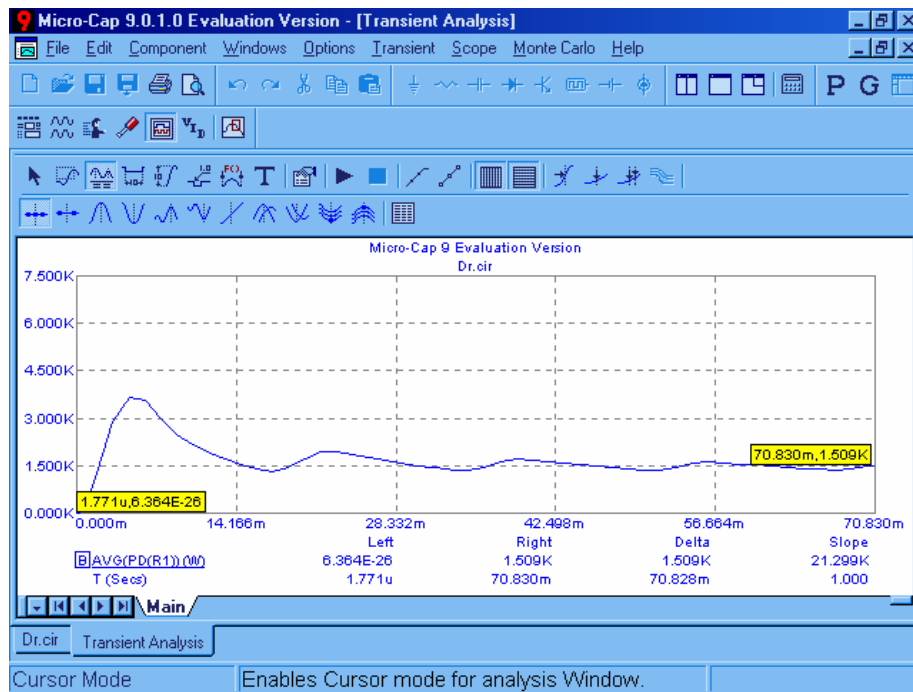 Micro-Cap 9.0.1.0 Evaluation Version - [Transient Analysis]
File Edit Component Windows Options Transient Scope Monte Carlo Help
P G
T
Micro-Cap 9 Evaluation Version
Dr.cir
7.500K
6.000K
4.500K
3.000K
1.500K
0.000K
70.830m,1.509K
1.771u,6.364E-26
0.000m 14.166m 28.332m 42.498m 56.664m 70.830m
Left Right Delta Slope
B AVG(PD(R1)) (W) 6.364E-26 1.509K 1.509K 21.299K
T (Secs) 1.771u 70.830m 70.828m 1.000
Main
Dr.cir Transient Analysis
Cursor Mode Enables Cursor mode for analysis Window.